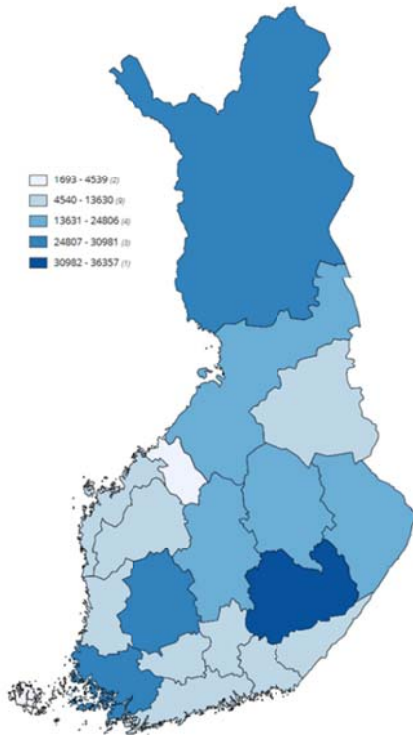 1693 - 4539 (2)
4540 - 13630 (9)
13631 - 24806 (4)
24807 - 30981 (3)
30982 - 36357 (1)